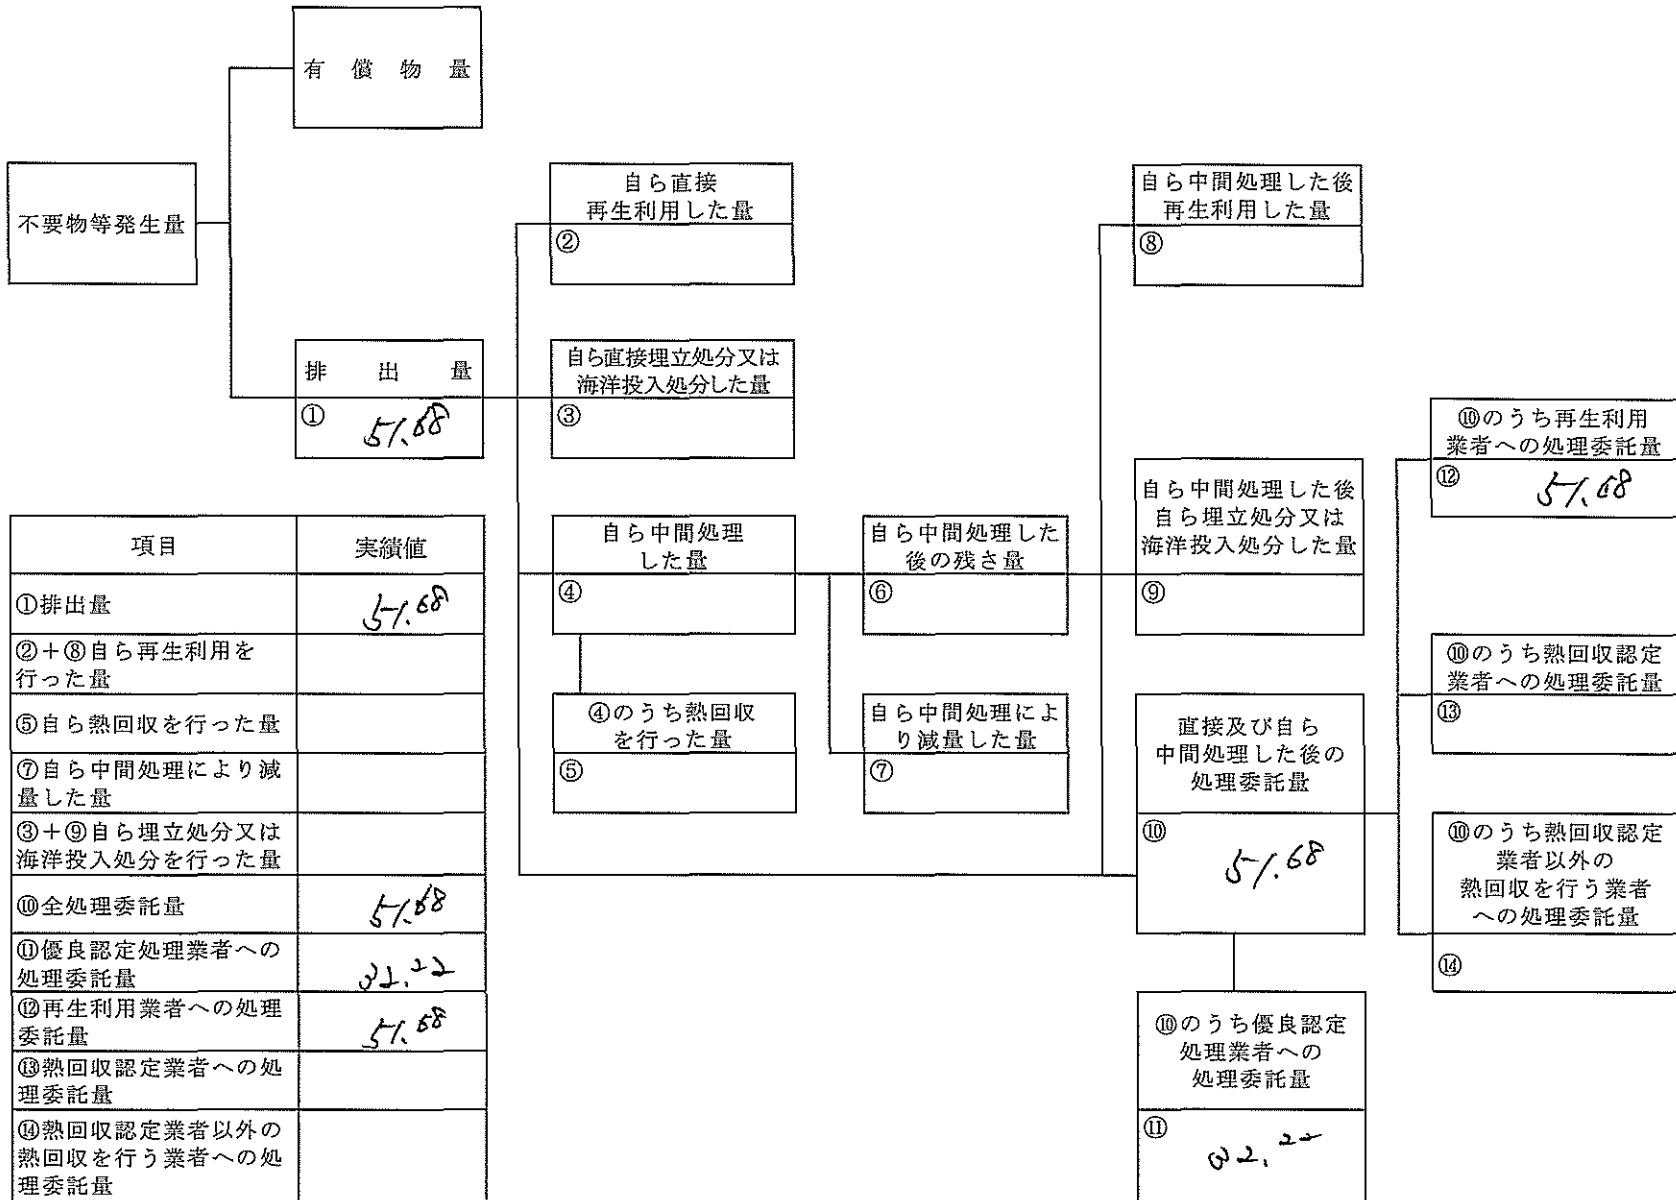 有償物量
不要物等発生量
排出量
① 51.68
自ら直接
再生利用した量
②
自ら直接埋立処分又は
海洋投入処分した量
③
自ら中間処理
した量
④
④のうち熱回収
を行った量
⑤
自ら中間処理した
後の残さ量
⑥
自ら中間処理によ
り減量した量
⑦
自ら中間処理した後
再生利用した量
⑧
自ら中間処理した後
自ら埋立処分又は
海洋投入処分した量
⑨
直接及び自ら
中間処理した後の
処理委託量
⑩
51.68
⑩のうち優良認定
処理業者への
処理委託量
⑪
32.22
⑩のうち再生利用
業者への処理委託量
⑫ 51.68
⑩のうち熱回収認定
業者への処理委託量
⑬
⑩のうち熱回収認定
業者以外の
熱回収を行う業者
への処理委託量
⑭
項目 実績値
①排出量 51.68
②+⑧自ら再生利用を
行った量
⑤自ら熱回収を行った量
⑦自ら中間処理により減
量した量
③+⑨自ら埋立処分又は
海洋投入処分を行った量
⑩全処理委託量 51.68
⑪優良認定処理業者への
処理委託量 32.22
⑫再生利用業者への処理
委託量 51.68
⑬熱回収認定業者への処
理委託量
⑭熱回収認定業者以外の
熱回収を行う業者への処
理委託量